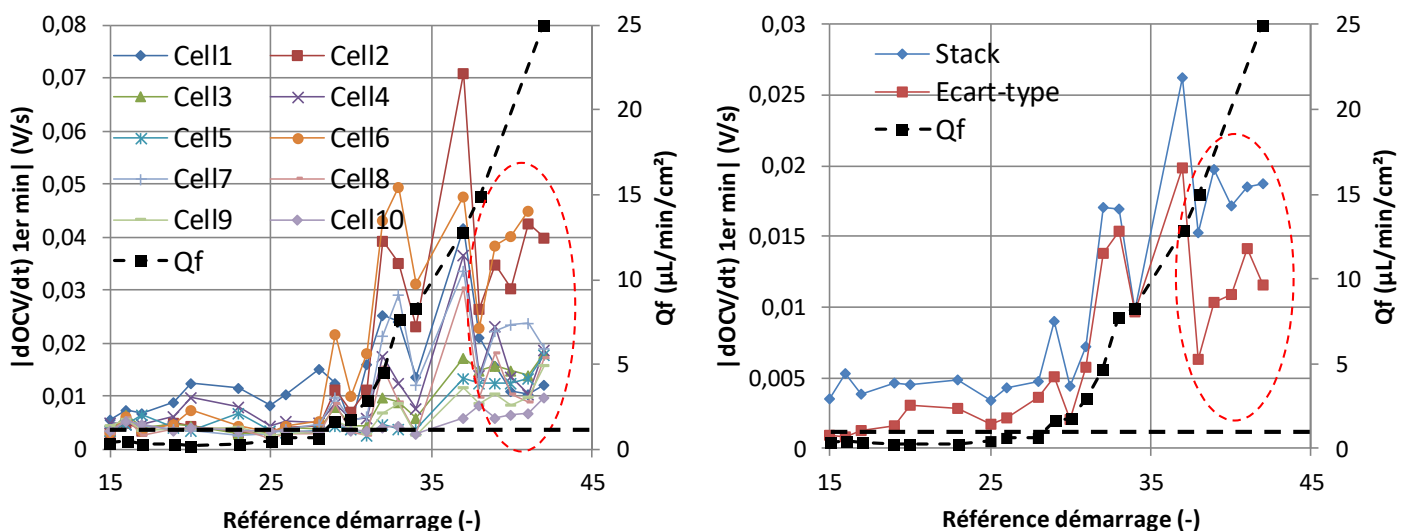 |dOCV/dt| 1er min| (V/s)
0,08
0,07
0,06
0,05
0,04
0,03
0,02
0,01
0
Cell1 Cell2
Cell3 Cell4
Cell5 Cell6
Cell7 Cell8
Cell9 Cell10
Qf
25
20
15
10
5
0
Qf (µL/min/cm²)
15 25 35 45
Référence démarrage (-)
|dOCV/dt) 1er min| (V/s)
0,03
0,025
0,02
0,015
0,01
0,005
0
Stack
Ecart-type
Qf
25
20
15
10
5
0
Qf (µL/min/cm²)
15 20 25 30 35 40 45
Référence démarrage (-)